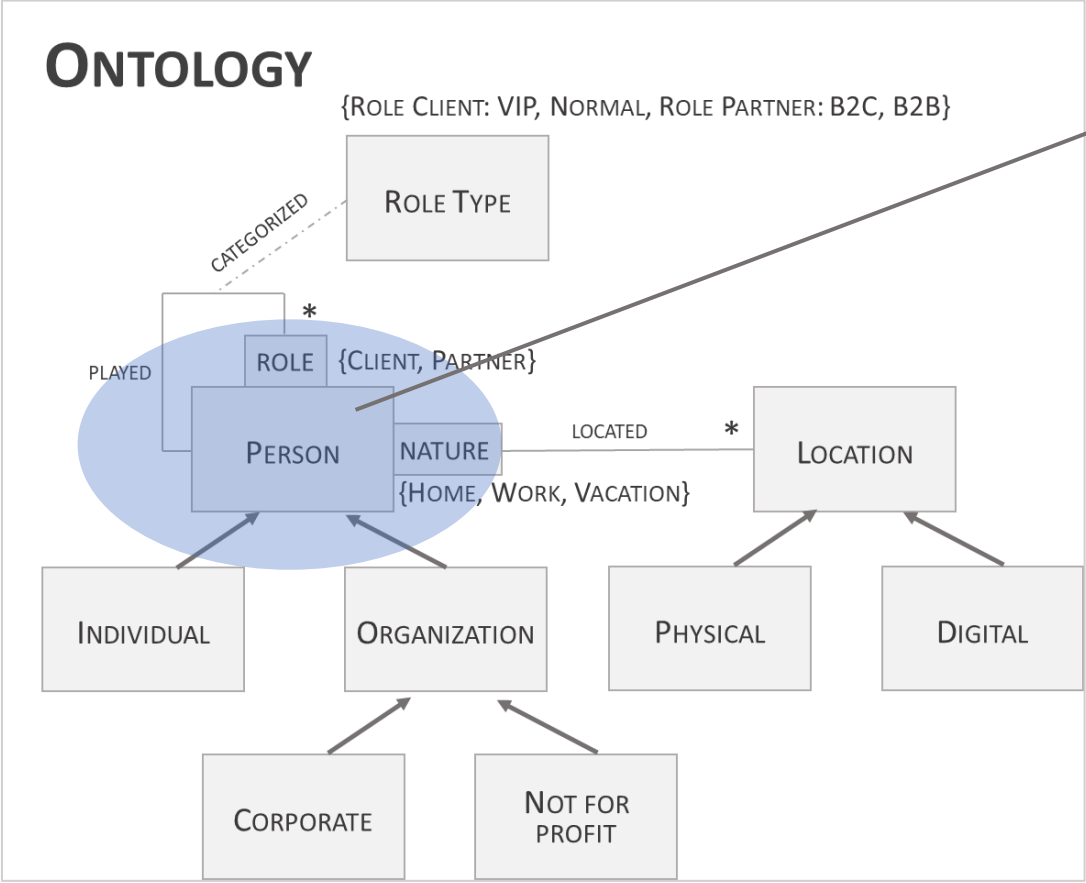 ONTOLOGY
{ROLE CLIENT: VIP, NORMAL, ROLE PARTNER: B2C, B2B}
ROLE TYPE
CATEGORIZED
*
ROLE
{CLIENT, PARTNER}
PLAYED
PERSON
NATURE
LOCATED
*
LOCATION
{HOME, WORK, VACATION}
INDIVIDUAL
ORGANIZATION
PHYSICAL
DIGITAL
CORPORATE
NOT FOR
PROFIT